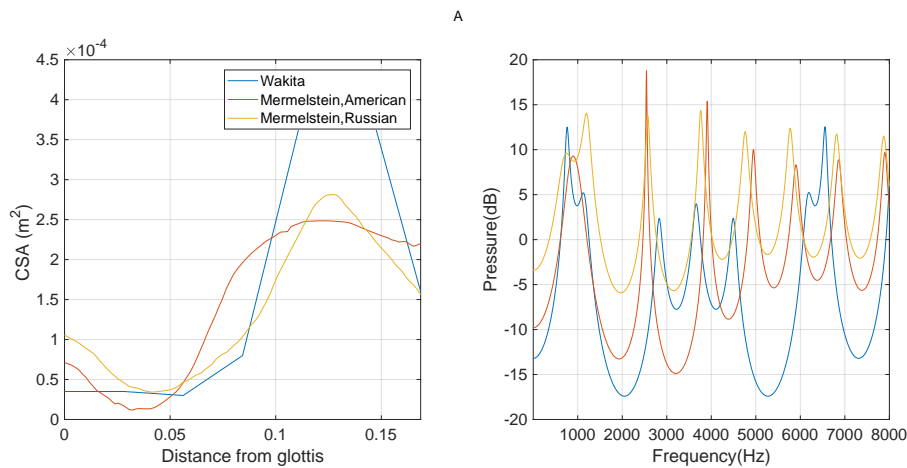 A
×10⁻⁴
4.5
4
3.5
3
2.5
2
1.5
1
0.5
0
0 0.05 0.1 0.15
CSA (m²)
Distance from glottis
Wakita
Mermelstein,American
Mermelstein,Russian
20
15
10
5
0
-5
-10
-15
-20
1000 2000 3000 4000 5000 6000 7000 8000
Pressure(dB)
Frequency(Hz)